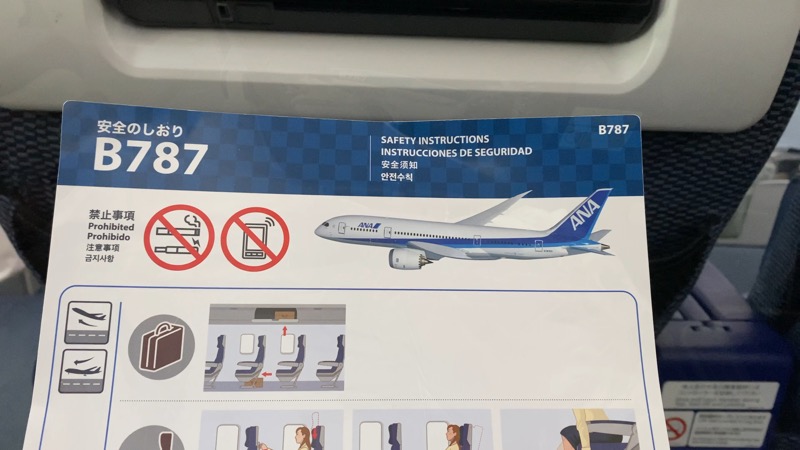 安全のしおり
B787
SAFETY INSTRUCTIONS
INSTRUCCIONES DE SEGURIDAD
安全须知
안전수칙
B787
禁止事項
Prohibited
Prohibido
注意事項
금지사항
ANA
ANA